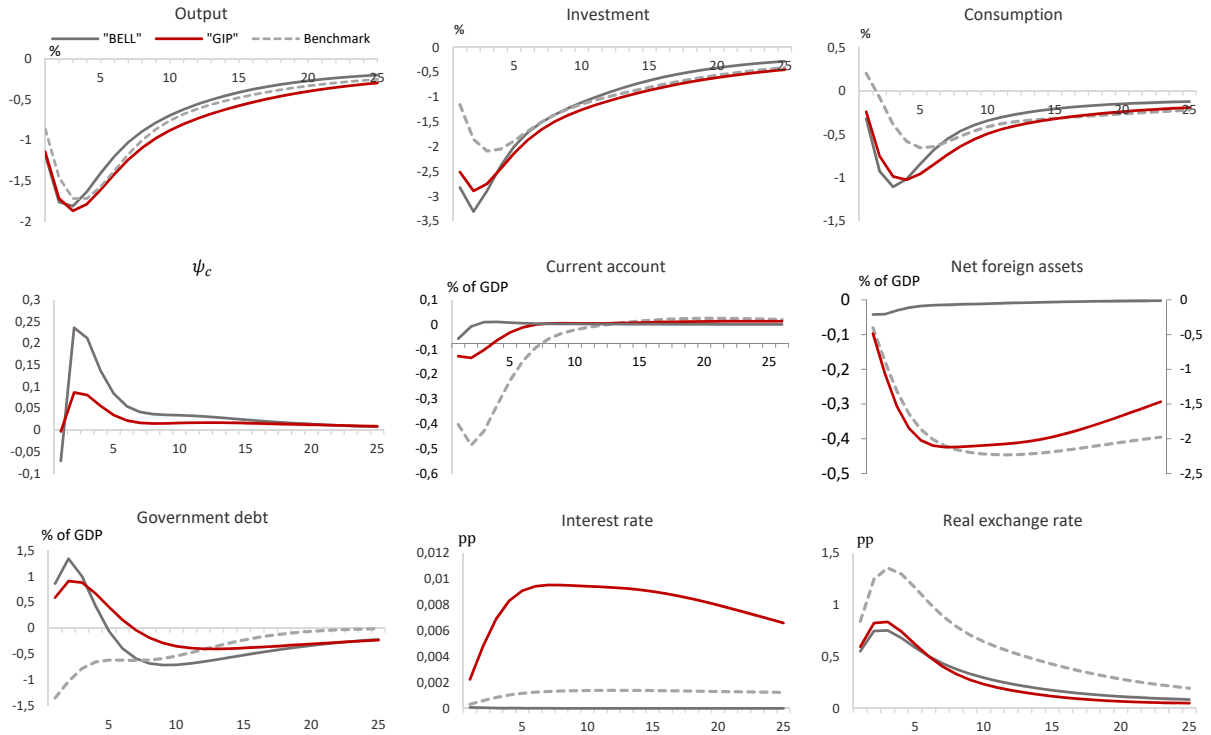 Output
"BELL" "GIP" Benchmark
%
0
-0,5
-1
-1,5
-2
5 10 15 20 25
Investment
%
0
-0,5
-1
-1,5
-2
-2,5
-3
-3,5
5 10 15 20 25
Consumption
%
0,5
0
-0,5
-1
-1,5
5 10 15 20 25
ψc
0,3
0,25
0,2
0,15
0,1
0,05
0
-0,05
-0,1
5 10 15 20 25
Current account
% of GDP
0,1
0
-0,1
-0,2
-0,3
-0,4
-0,5
-0,6
5 10 15 20 25
Net foreign assets
% of GDP
0
-0,1
-0,2
-0,3
-0,4
-0,5
0
-0,5
-1
-1,5
-2
-2,5
Government debt
% of GDP
1,5
1
0,5
0
-0,5
-1
-1,5
5 10 15 20 25
Interest rate
pp
0,012
0,01
0,008
0,006
0,004
0,002
0
5 10 15 20 25
Real exchange rate
pp
1,5
1
0,5
0
5 10 15 20 25